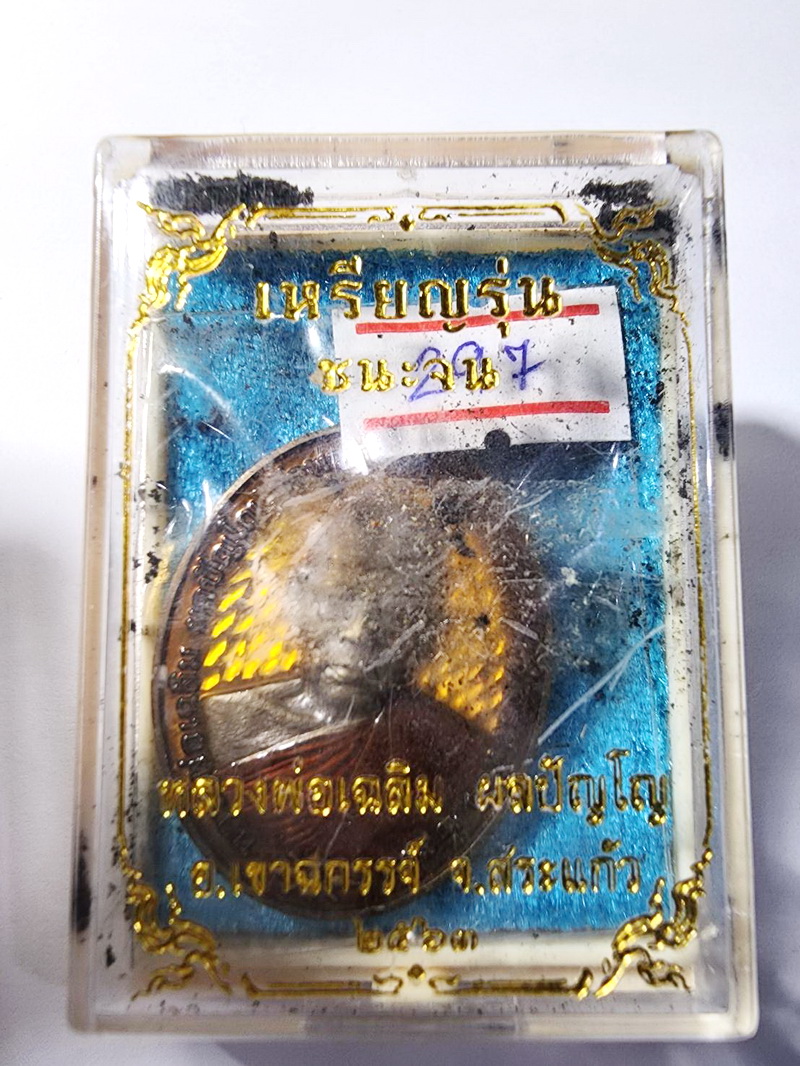 เหรียญรุ่น
ชนะจน
297
หลวงพ่อเฉลิม ผลปัญโญ
อ.เขาฉกรรจ์ จ.สระแก้ว
๒๕๖๓